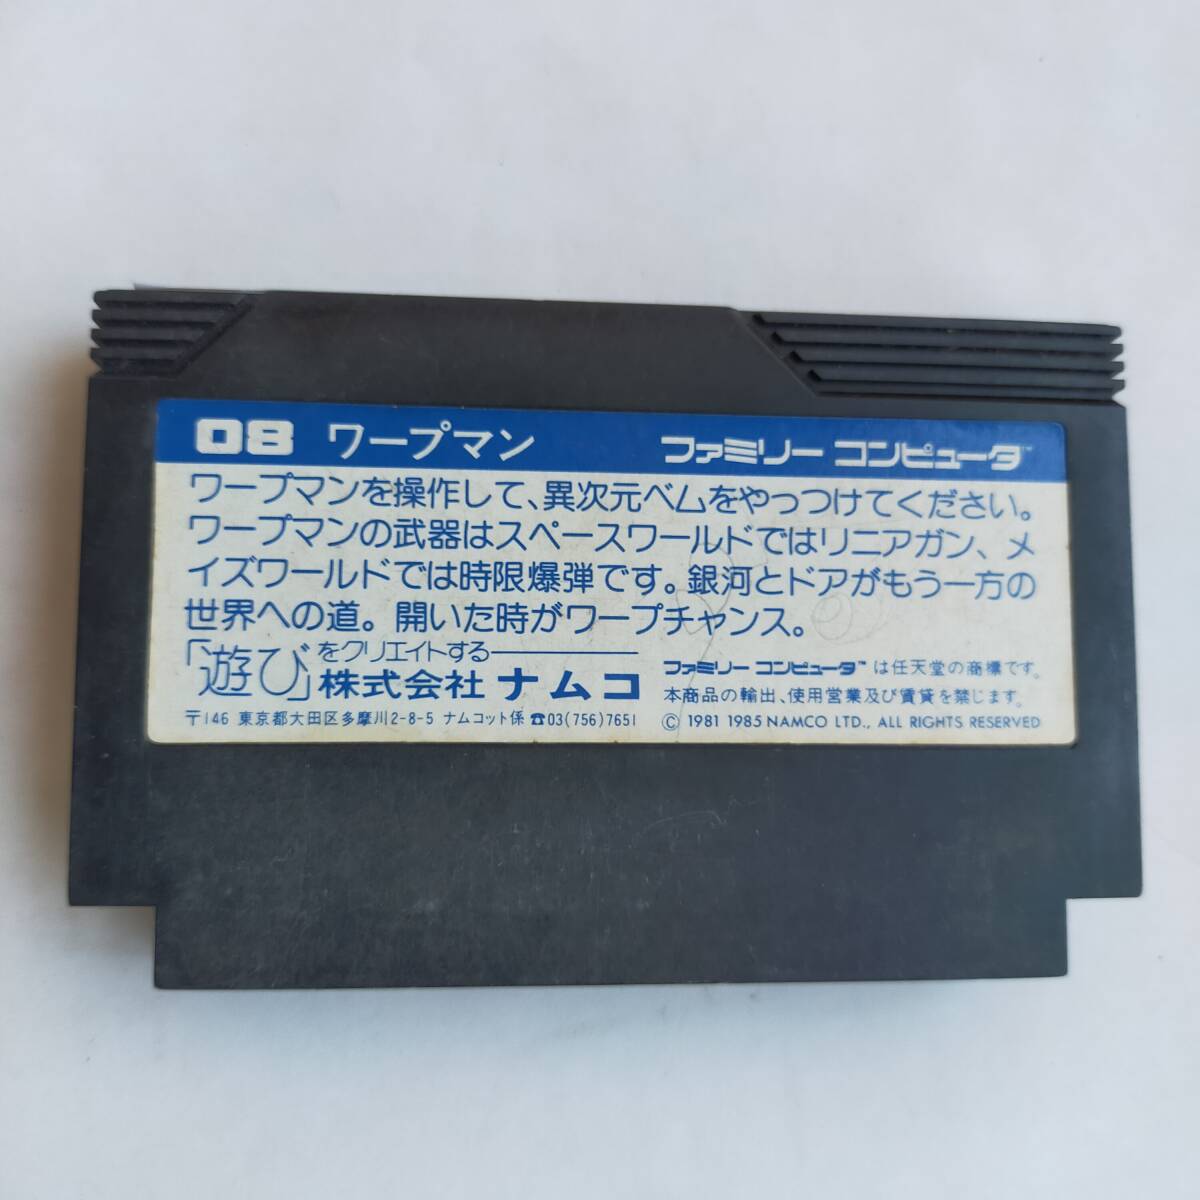 08 ワープマン ファミリー コンピュータ™
ワープマンを操作して、異次元ベムをやっつけてください。
ワープマンの武器はスペースワールドではリニアガン、メ
イズワールドでは時限爆弾です。銀河とドアがもう一方の
世界への道。開いた時がワープチャンス。
「遊び」をクリエイトする
株式会社 ナムコ
〒146 東京都大田区多摩川2-8-5 ナムコット係 ☎03(756)7651
ファミリー コンピュータ™ は任天堂の商標です。
本商品の輸出、使用営業及び賃貸を禁じます。
© 1981 1985 NAMCO LTD., ALL RIGHTS RESERVED